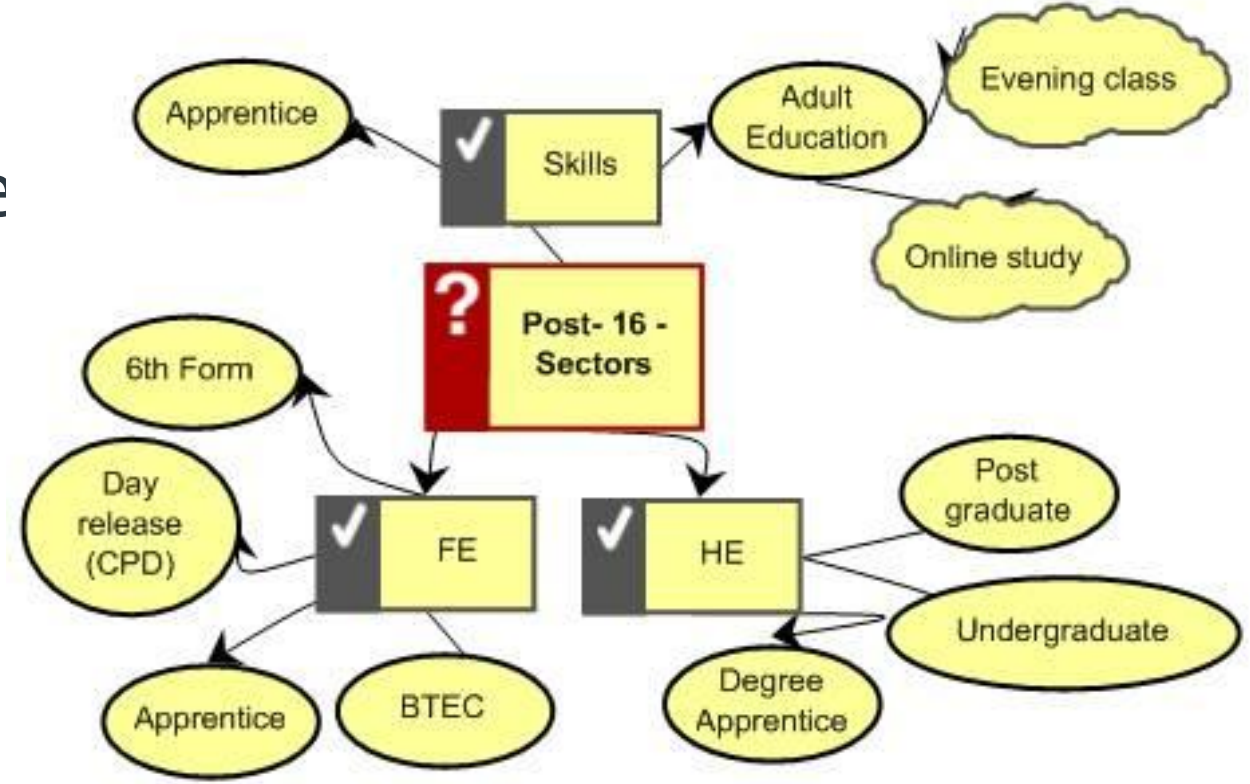 Apprentice
Skills
Adult
Education
Evening class
Online study
?
Post- 16 -
Sectors
6th Form
Day
release
(CPD)
FE
HE
Post
graduate
Undergraduate
Apprentice
BTEC
Degree
Apprentice